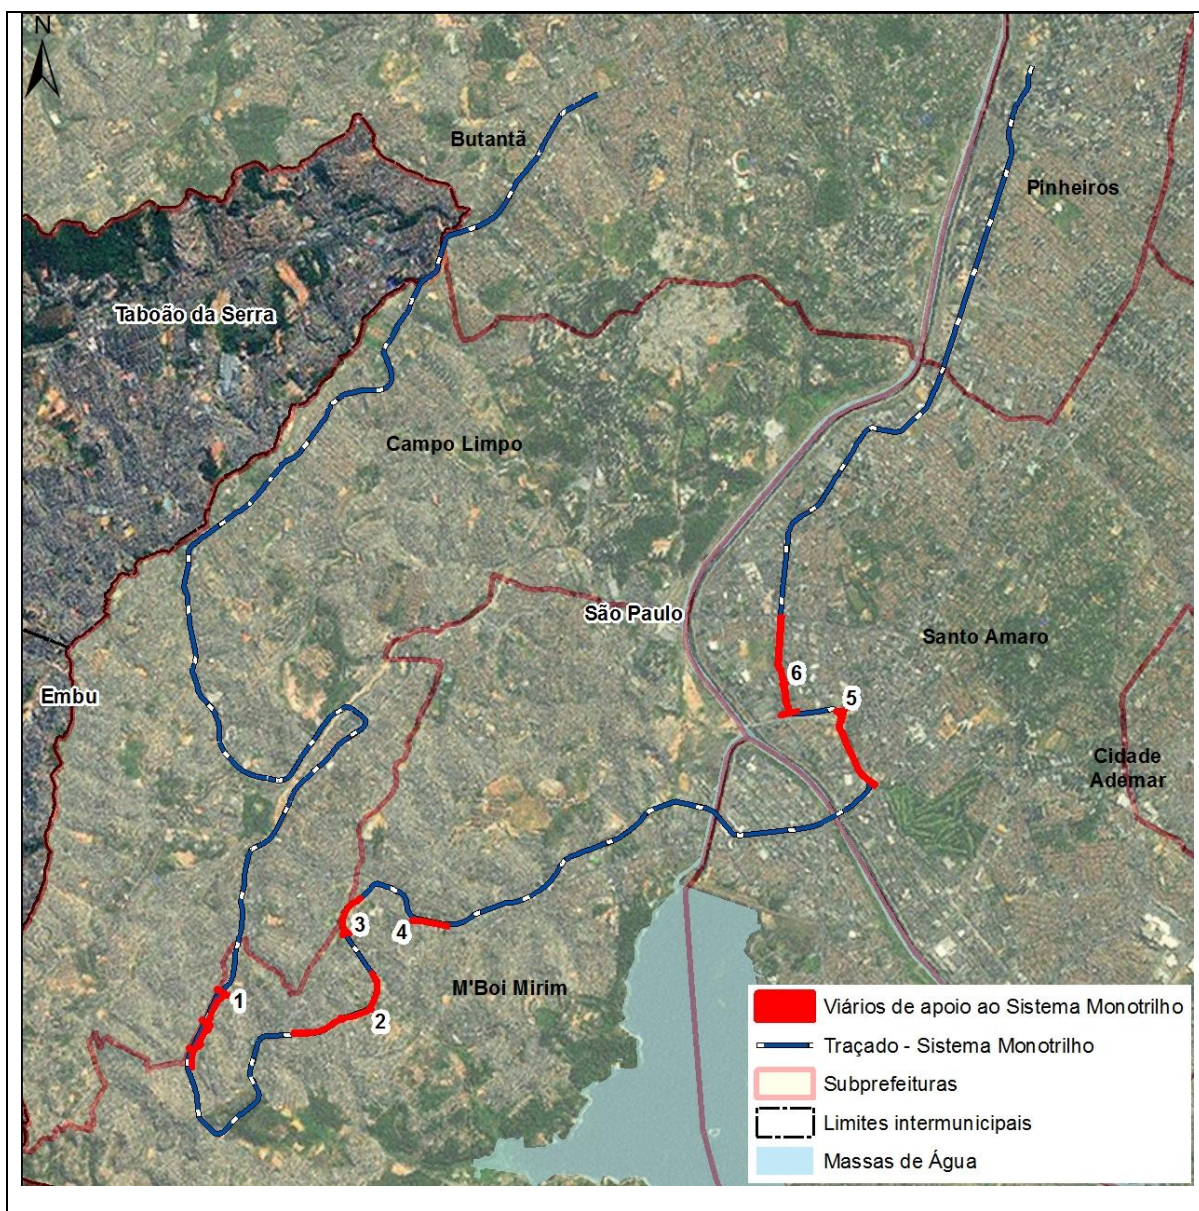 N
Butantã
Pinheiros
Taboão da Serra
Campo Limpo
São Paulo
Santo Amaro
6
5
Embu
Cidade
Ademar
3
4
M'Boi Mirim
1
2
Viários de apoio ao Sistema Monotrilho
Traçado - Sistema Monotrilho
Subprefeituras
Limites intermunicipais
Massas de Água